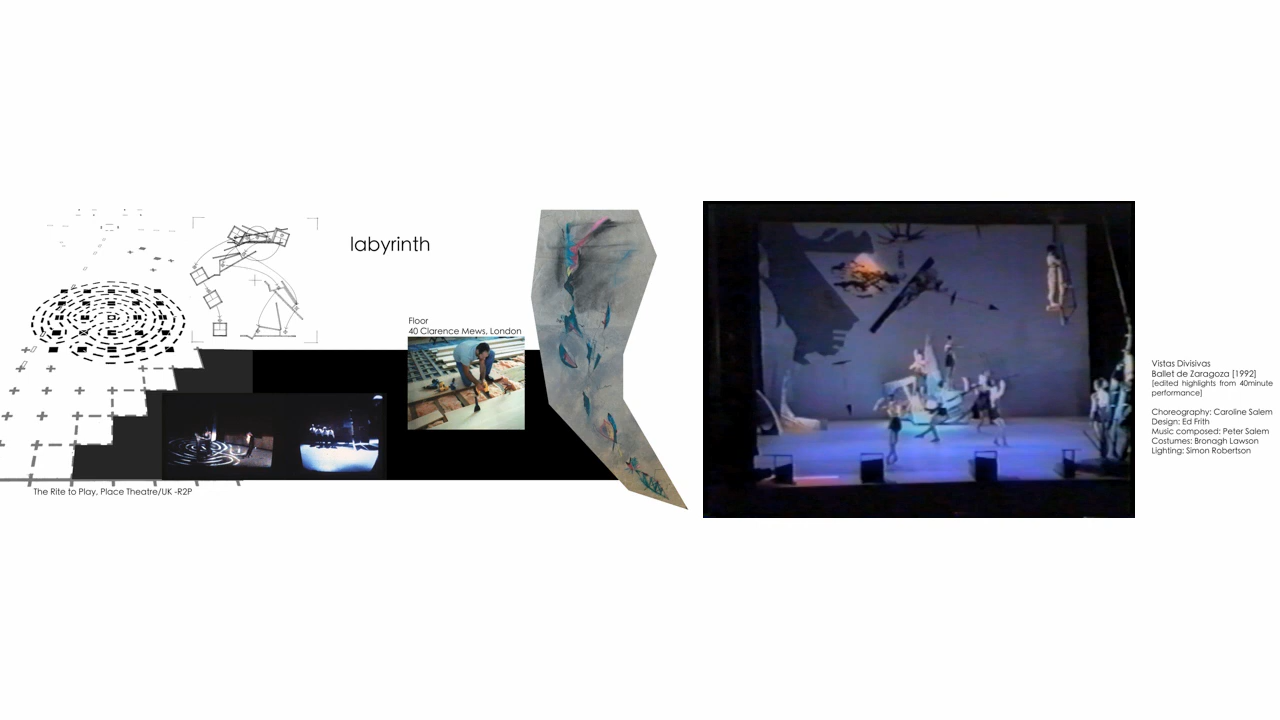 labyrinth
Floor
40 Clarence Mews, London
The Rite to Play, Place Theatre/UK -R2P
Vistas Divisivas
Ballet de Zaragoza [1992]
[edited highlights from 40minute
performance]
Choreography: Caroline Salem
Design: Ed Frith
Music composed: Peter Salem
Costumes: Bronagh Lawson
Lighting: Simon Robertson